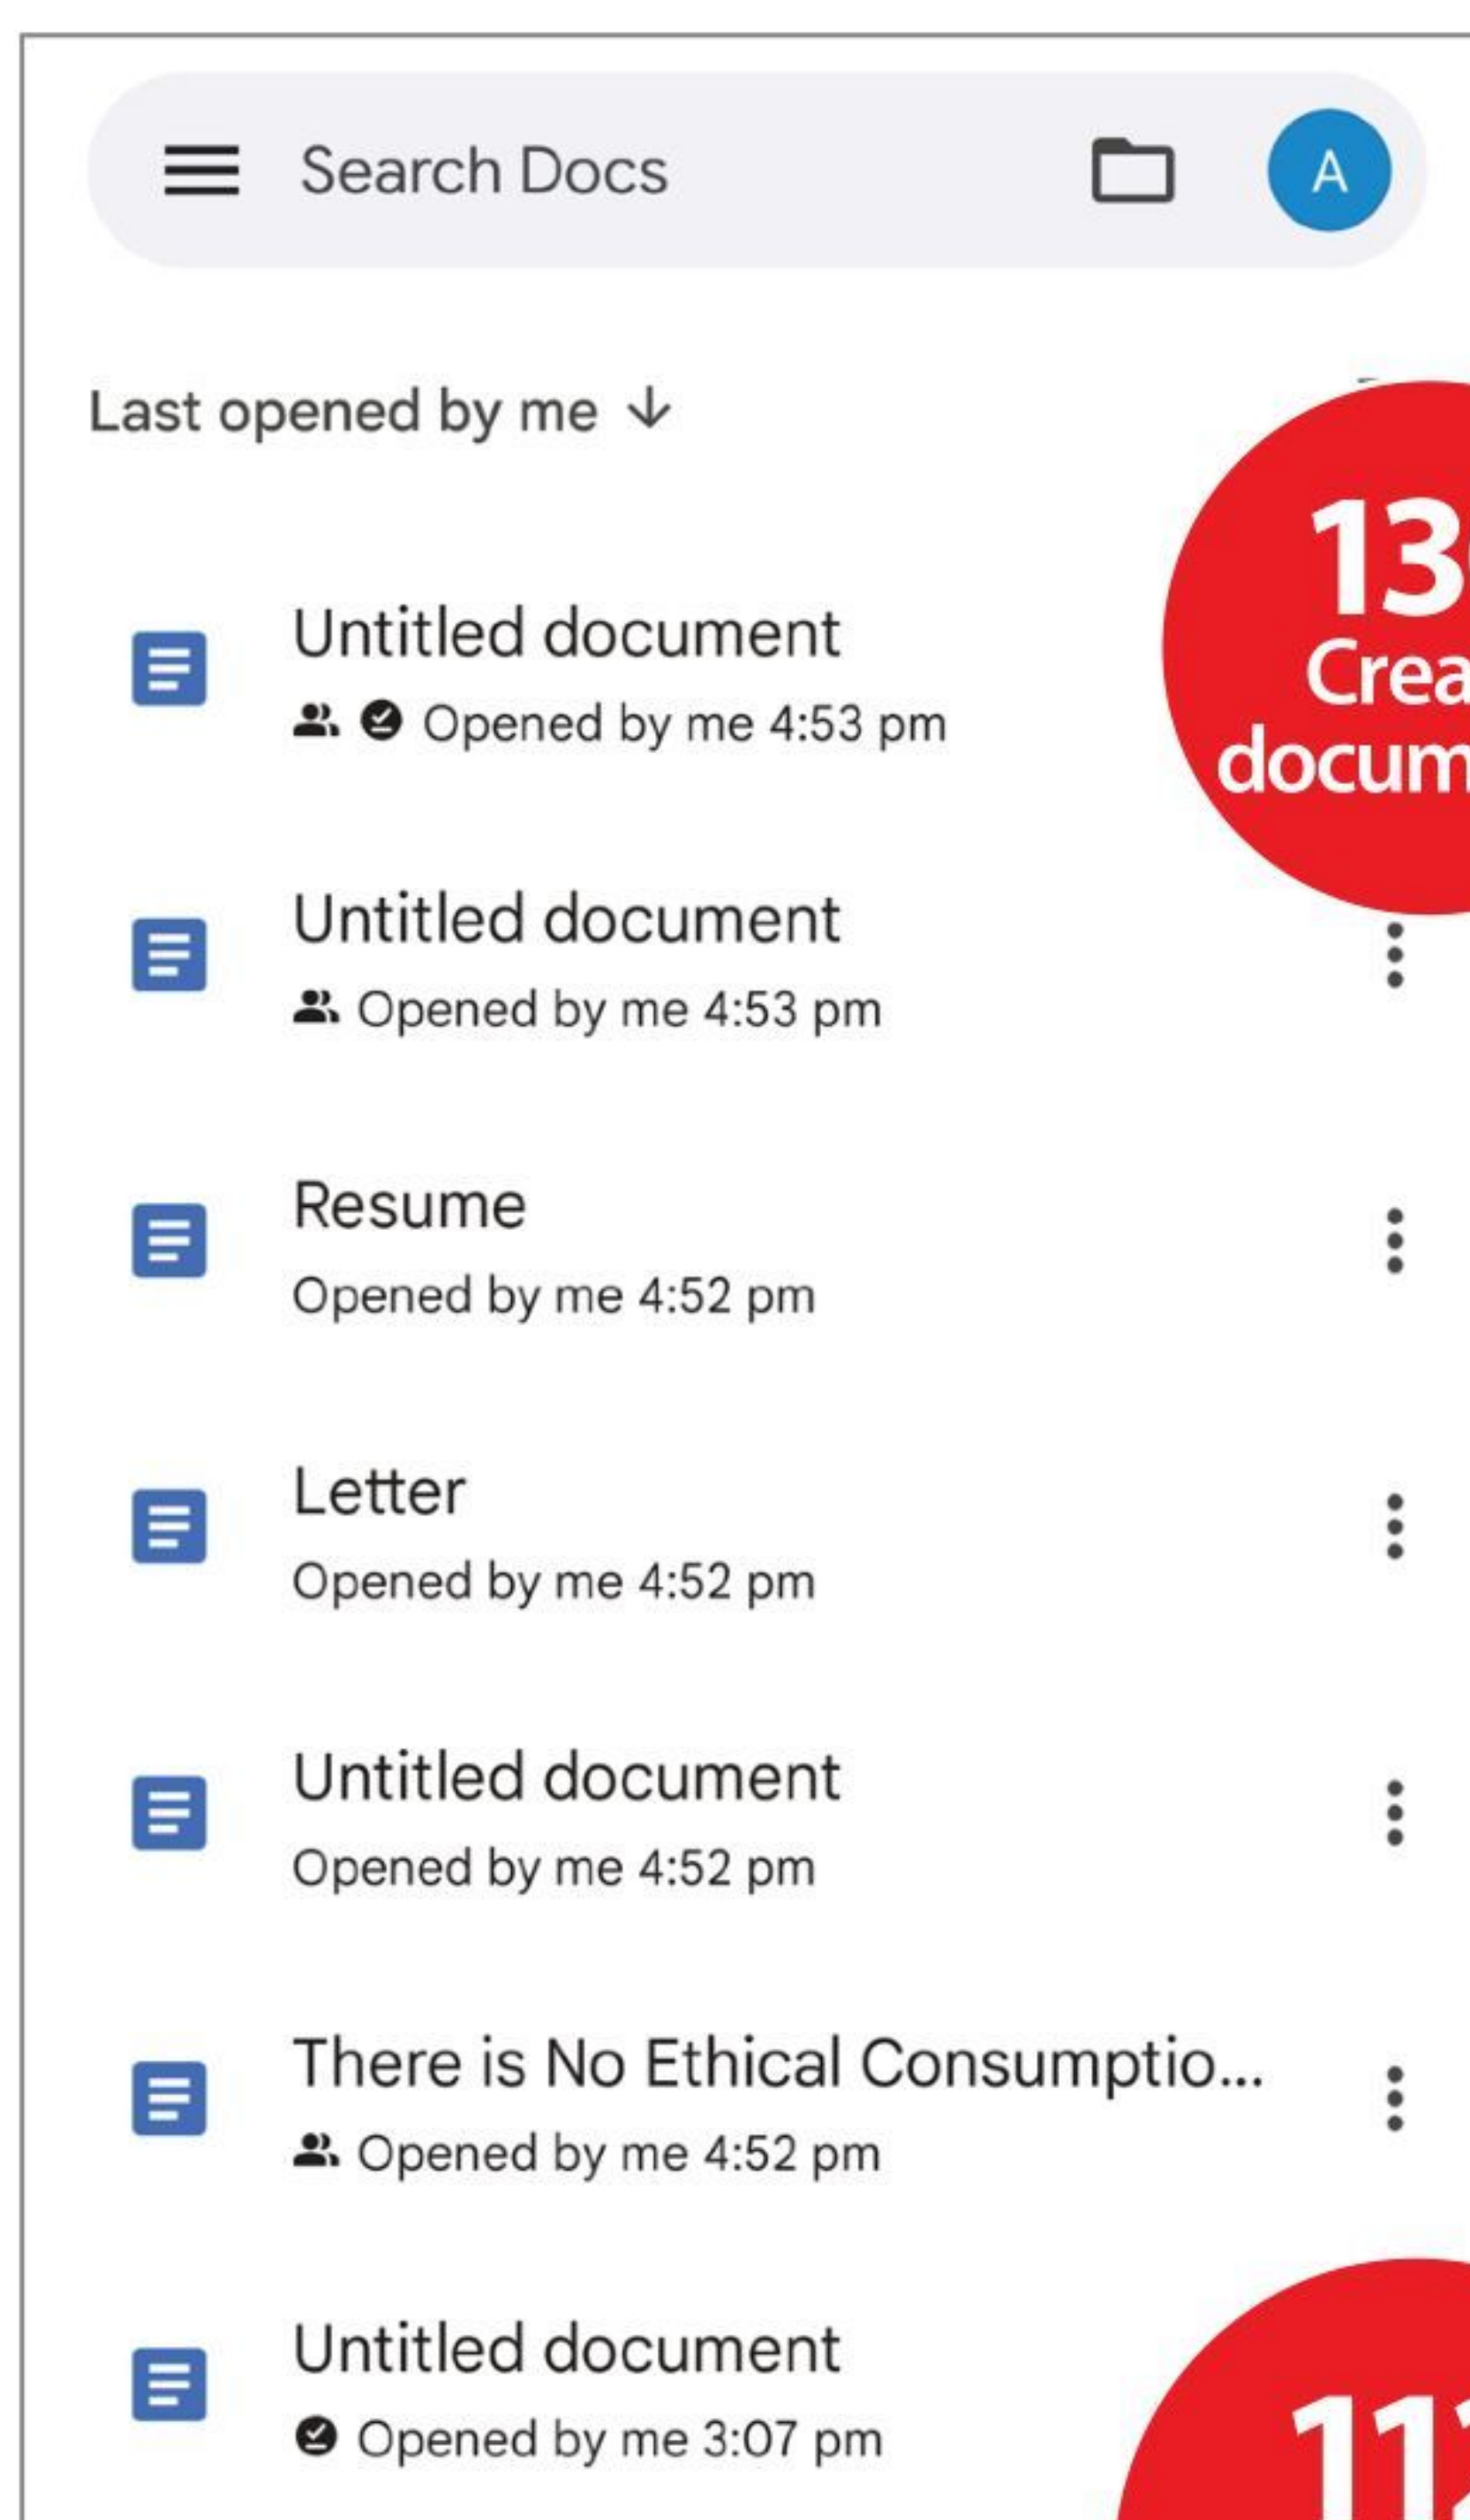 Search Docs
A
Last opened by me
Untitled document
Opened by me 4:53 pm
13
Untitled document
Opened by me 4:53 pm
Resume
Opened by me 4:52 pm
Letter
Opened by me 4:52 pm
Untitled document
Opened by me 4:52 pm
There is No Ethical Consumptio...
Opened by me 4:52 pm
Untitled document
Opened by me 3:07 pm
11